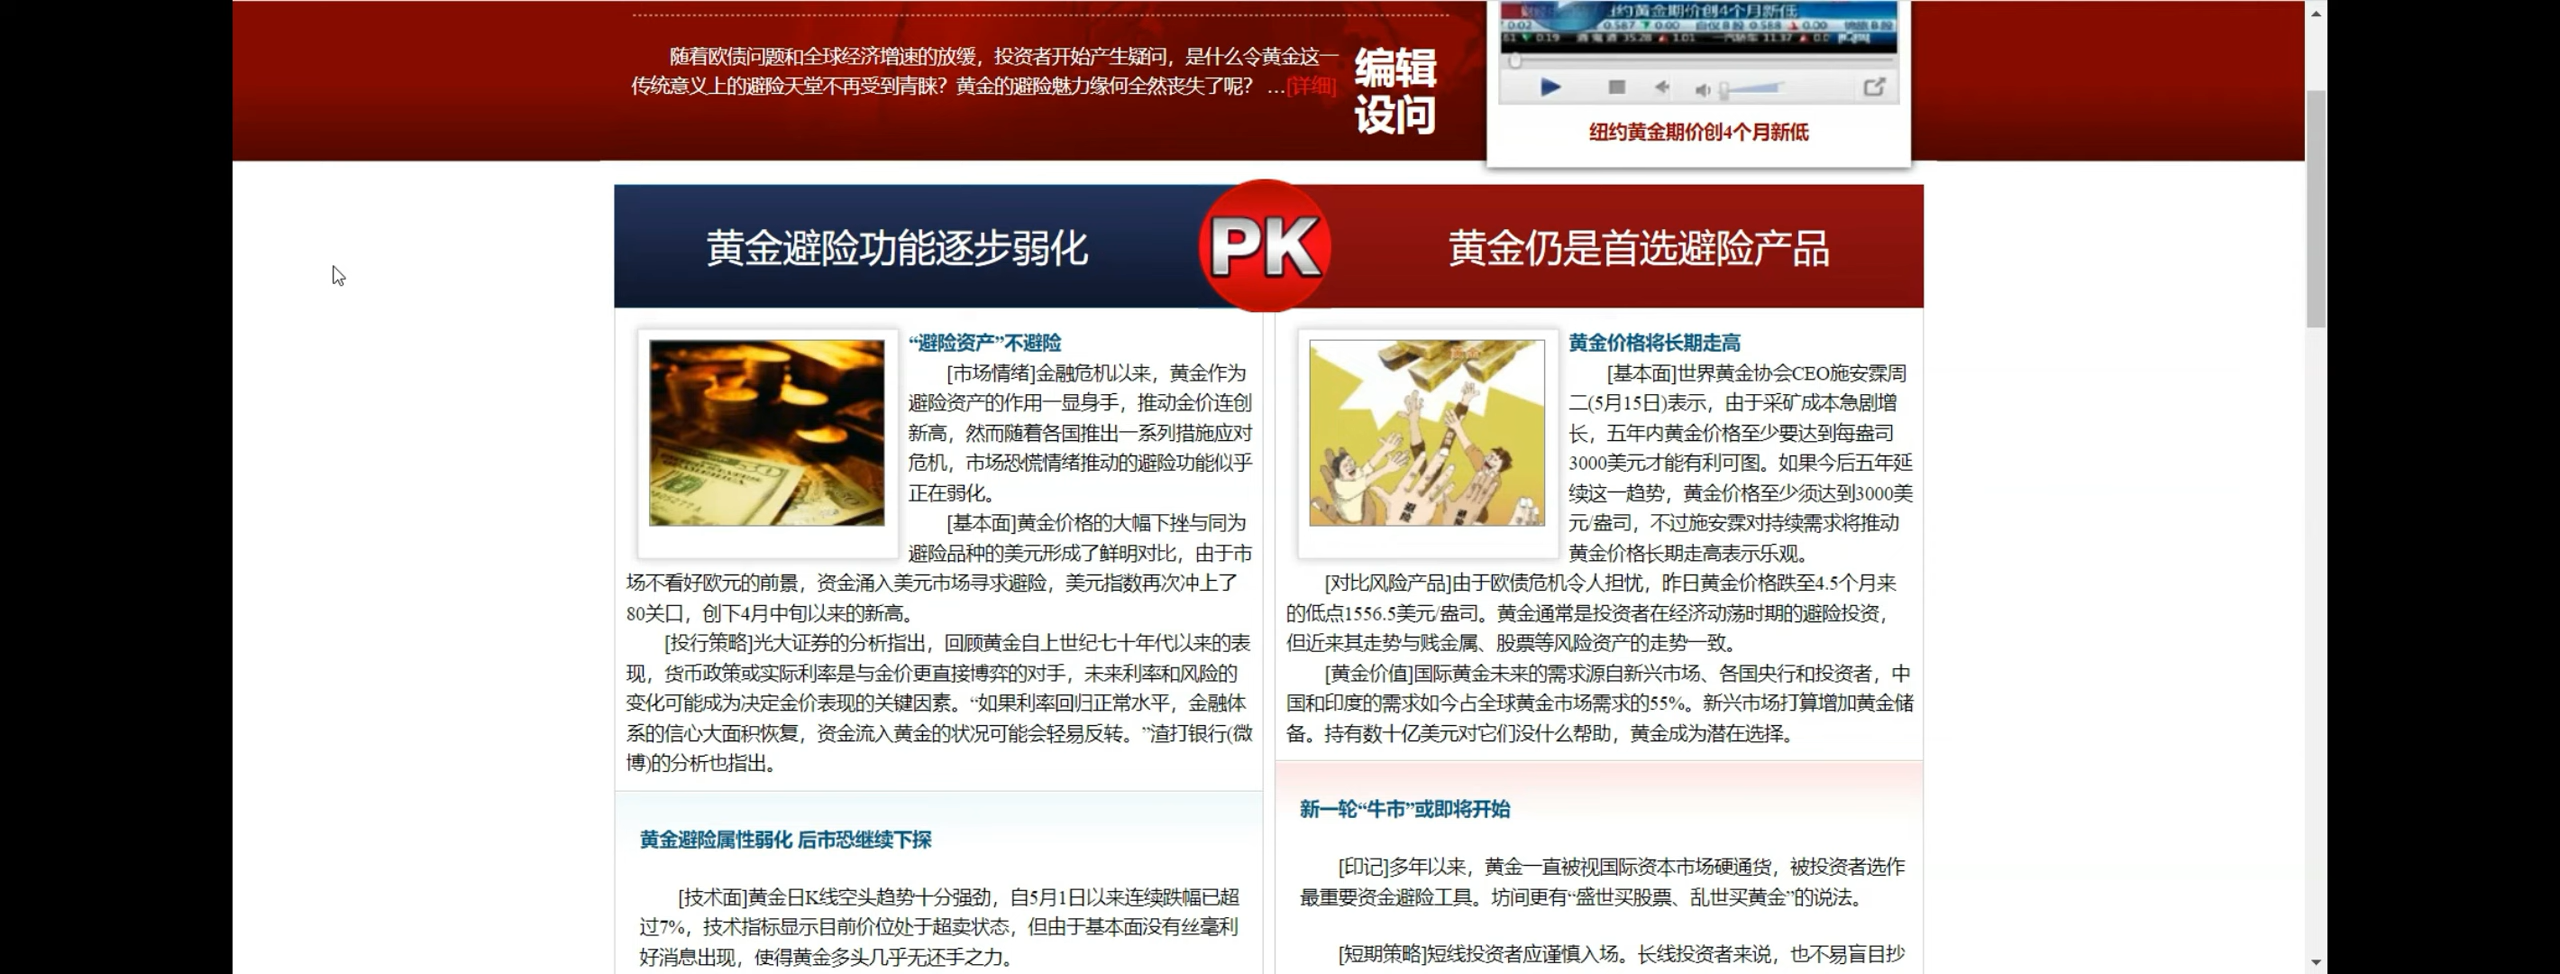 随着欧债问题和全球经济增速的放缓，投资者开始产生疑问，是什么令黄金这一
传统意义上的避险天堂不再受到青睐？黄金的避险魅力缘何全然丧失了呢？ ...[详细]
编辑
设问
纽约黄金期价创4个月新低
纽约黄金期价创4个月新低
黄金避险功能逐步弱化
PK
黄金仍是首选避险产品
“避险资产”不避险
[市场情绪]金融危机以来，黄金作为
避险资产的作用一显身手，推动金价连创
新高，然而随着各国推出一系列措施应对
危机，市场恐慌情绪推动的避险功能似乎
正在弱化。
[基本面]黄金价格的大幅下挫与同为
避险品种的美元形成了鲜明对比，由于市
场不看好欧元的前景，资金涌入美元市场寻求避险，美元指数再次冲上了
80关口，创下4月中旬以来的新高。
[投行策略]光大证券的分析指出，回顾黄金自上世纪七十年代以来的表
现，货币政策或实际利率是与金价更直接博弈的对手，未来利率和风险的
变化可能成为决定金价表现的关键因素。“如果利率回归正常水平，金融体
系的信心大面积恢复，资金流入黄金的状况可能会轻易反转。”渣打银行(微
博)的分析也指出。
黄金避险属性弱化 后市恐继续下探
[技术面]黄金日K线空头趋势十分强劲，自5月1日以来连续跌幅已超
过7%，技术指标显示目前价位处于超卖状态，但由于基本面没有丝毫利
好消息出现，使得黄金多头几乎无还手之力。
黄金价格将长期走高
[基本面]世界黄金协会CEO施安霂周
二(5月15日)表示，由于采矿成本急剧增
长，五年内黄金价格至少要达到每盎司
3000美元才能有利可图。如果今后五年延
续这一趋势，黄金价格至少须达到3000美
元/盎司，不过施安霂对持续需求将推动
黄金价格长期走高表示乐观。
[对比风险产品]由于欧债危机令人担忧，昨日黄金价格跌至4.5个月来
的低点1556.5美元/盎司。黄金通常是投资者在经济动荡时期的避险投资，
但近来其走势与贱金属、股票等风险资产的走势一致。
[黄金价值]国际黄金未来的需求源自新兴市场、各国央行和投资者，中
国和印度的需求如今占全球黄金市场需求的55%。新兴市场打算增加黄金储
备。持有数十亿美元对它们没什么帮助，黄金成为潜在选择。
新一轮“牛市”或即将开始
[印记]多年以来，黄金一直被视国际资本市场硬通货，被投资者选作
最重要资金避险工具。坊间更有“盛世买股票、乱世买黄金”的说法。
[短期策略]短线投资者应谨慎入场。长线投资者来说，也不易盲目抄